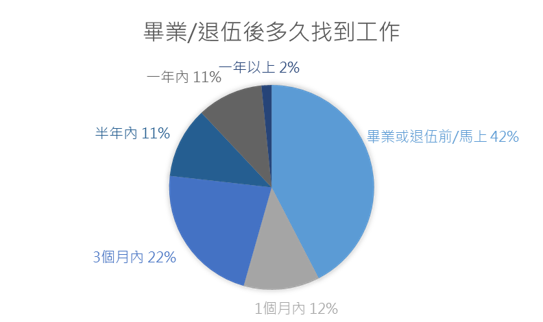 畢業/退伍後多久找到工作
一年以上 2%
一年內 11%
半年內 11%
畢業或退伍前/馬上 42%
3個月內 22%
1個月內 12%